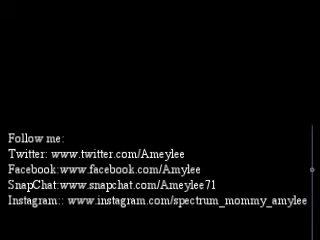 Follow me:
Twitter: www.twitter.com/Ameylee
Facebook:www.facebook.com/Amylee
SnapChat:www.snapchat.com/Ameylee71
Instagram:: www.instagram.com/spectrum_mommy_amylee